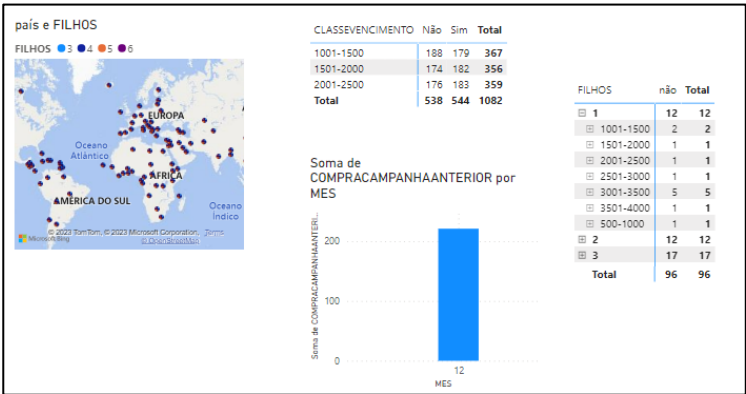 país e FILHOS
FILHOS 3 4 5 6
EUROPA
Oceano
Atlântico
ÁFRICA
AMÉRICA DO SUL
Oceano
Índico
© 2023 TomTom, © 2023 Microsoft Corporation, Terms
© OpenStreetMap
Microsoft Bing
CLASSEVENCIMENTO Não Sim Total
1001-1500 188 179 367
1501-2000 174 182 356
2001-2500 176 183 359
Total 538 544 1082
Soma de
COMPRACAMPANHAANTERIOR por
MES
Soma de COMPRACAMPANHAANTERI...
200
100
0
12
MES
FILHOS não Total
1 12 12
1001-1500 2 2
1501-2000 1 1
2001-2500 1 1
2501-3000 1 1
3001-3500 5 5
3501-4000 1 1
500-1000 1 1
2 12 12
3 17 17
Total 96 96